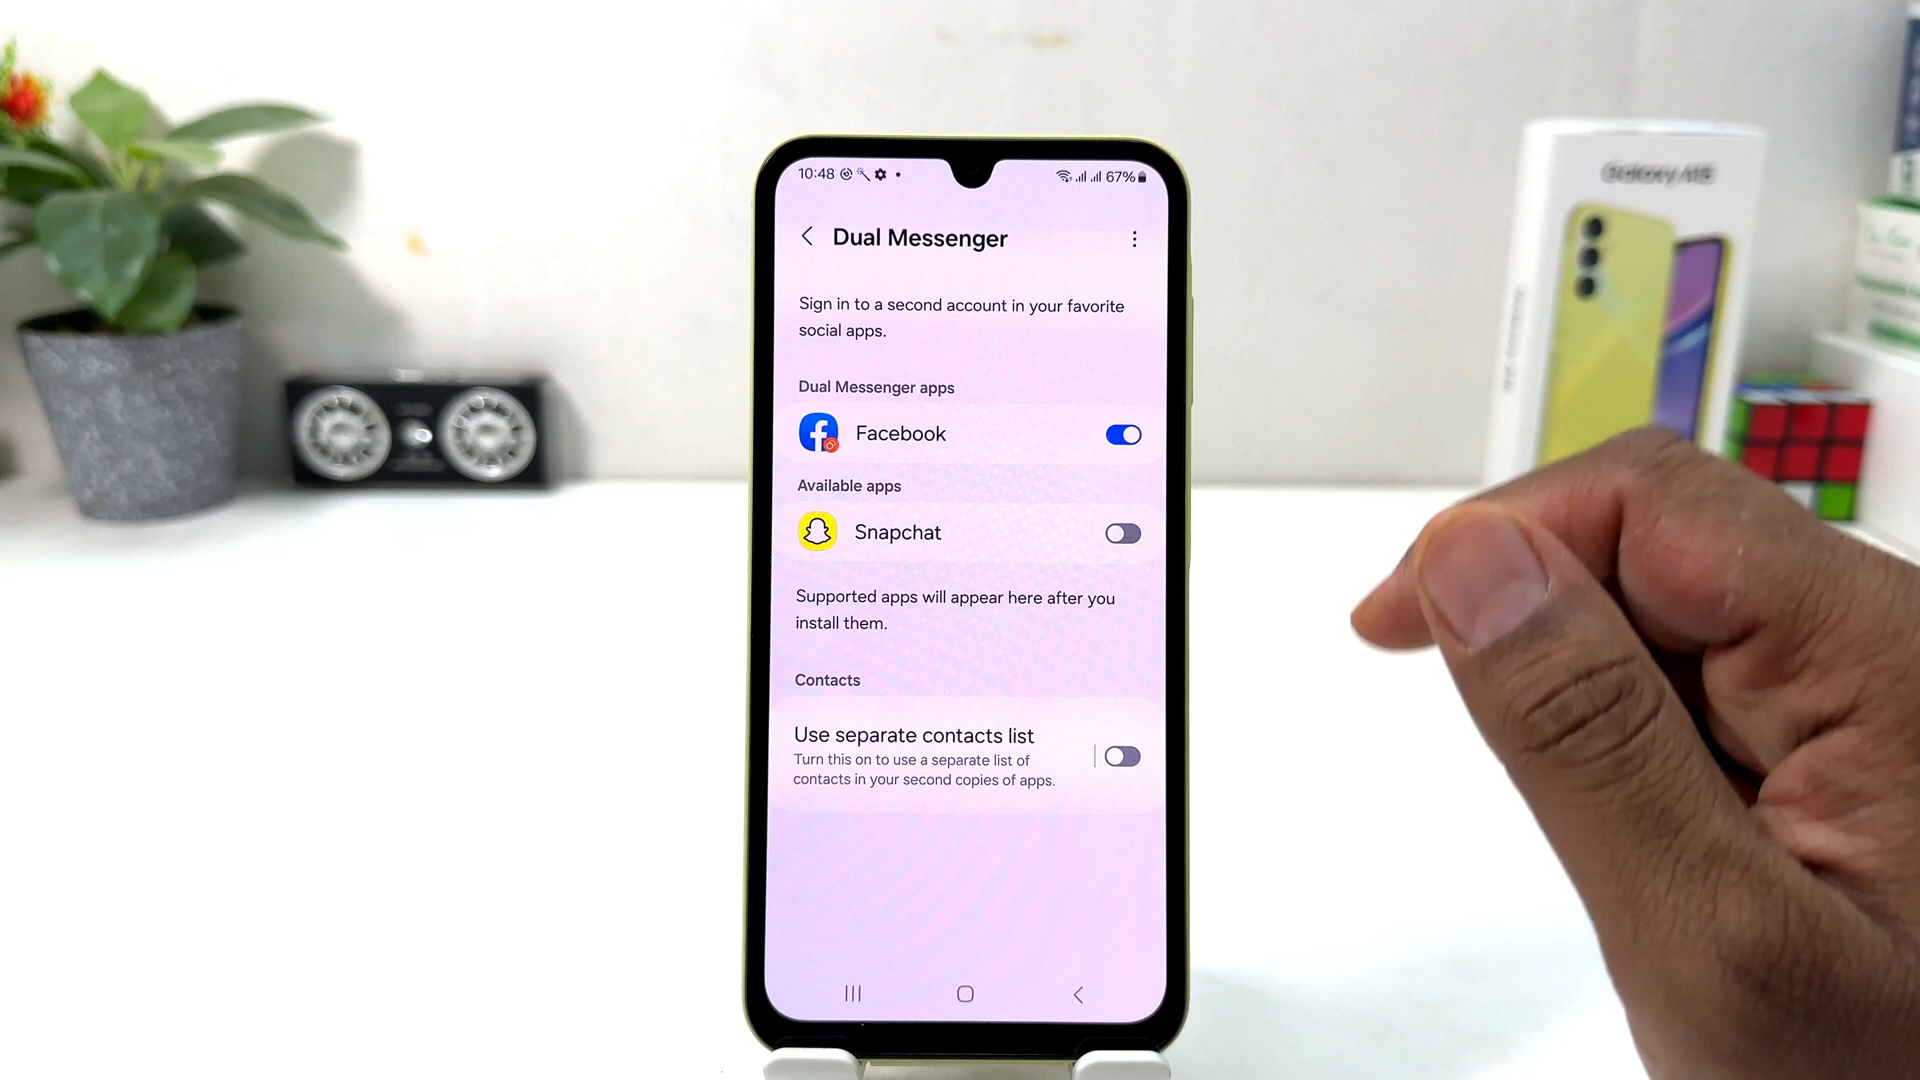 10:48
67%
Dual Messenger
Sign in to a second account in your favorite
social apps.
Dual Messenger apps
Facebook
Available apps
Snapchat
Supported apps will appear here after you
install them.
Contacts
Use separate contacts list
Turn this on to use a separate list of
contacts in your second copies of apps.